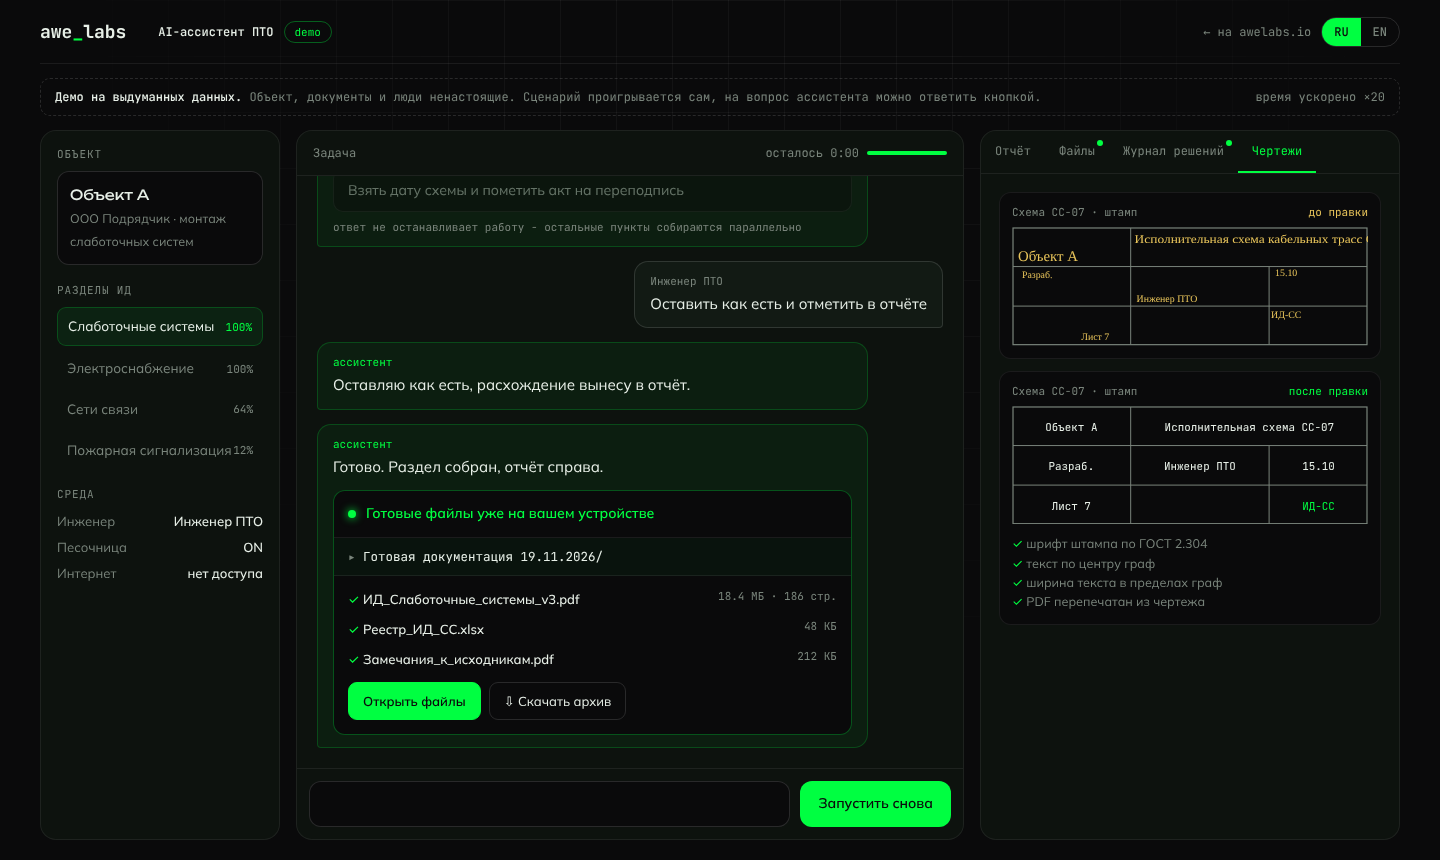 awe_labs
AI-ассистент ПТО
demo
← на awelabs.io
RU
EN
Демо на выдуманных данных. Объект, документы и люди ненастоящие. Сценарий проигрывается сам, на вопрос ассистента можно ответить кнопкой.
время ускорено ×20
ОБЪЕКТ
Объект А
ООО Подрядчик · монтаж
слаботочных систем
РАЗДЕЛЫ ИД
Слаботочные системы 100%
Электроснабжение 100%
Сети связи 64%
Пожарная сигнализация 12%
СРЕДА
Инженер Инженер ПТО
Песочница ON
Интернет нет доступа
Задача
осталось 0:00
Взять дату схемы и пометить акт на переподпись
ответ не останавливает работу - остальные пункты собираются параллельно
Инженер ПТО
Оставить как есть и отметить в отчёте
ассистент
Оставляю как есть, расхождение вынесу в отчёт.
ассистент
Готово. Раздел собран, отчёт справа.
Готовые файлы уже на вашем устройстве
▸ Готовая документация 19.11.2026/
✓ ИД_Слаботочные_системы_v3.pdf 18.4 МБ · 186 стр.
✓ Реестр_ИД_СС.xlsx 48 КБ
✓ Замечания_к_исходникам.pdf 212 КБ
Открыть файлы
⇩ Скачать архив
Запустить снова
Отчёт
Файлы
Журнал решений
Чертежи
Схема СС-07 · штамп
до правки
Исполнительная схема кабельных трасс
Объект А
Разраб.
15.10
Инженер ПТО
ИД-СС
Лист 7
Схема СС-07 · штамп
после правки
Объект А
Исполнительная схема СС-07
Разраб.
Инженер ПТО
15.10
Лист 7
ИД-СС
✓ шрифт штампа по ГОСТ 2.304
✓ текст по центру граф
✓ ширина текста в пределах граф
✓ PDF перепечатан из чертежа